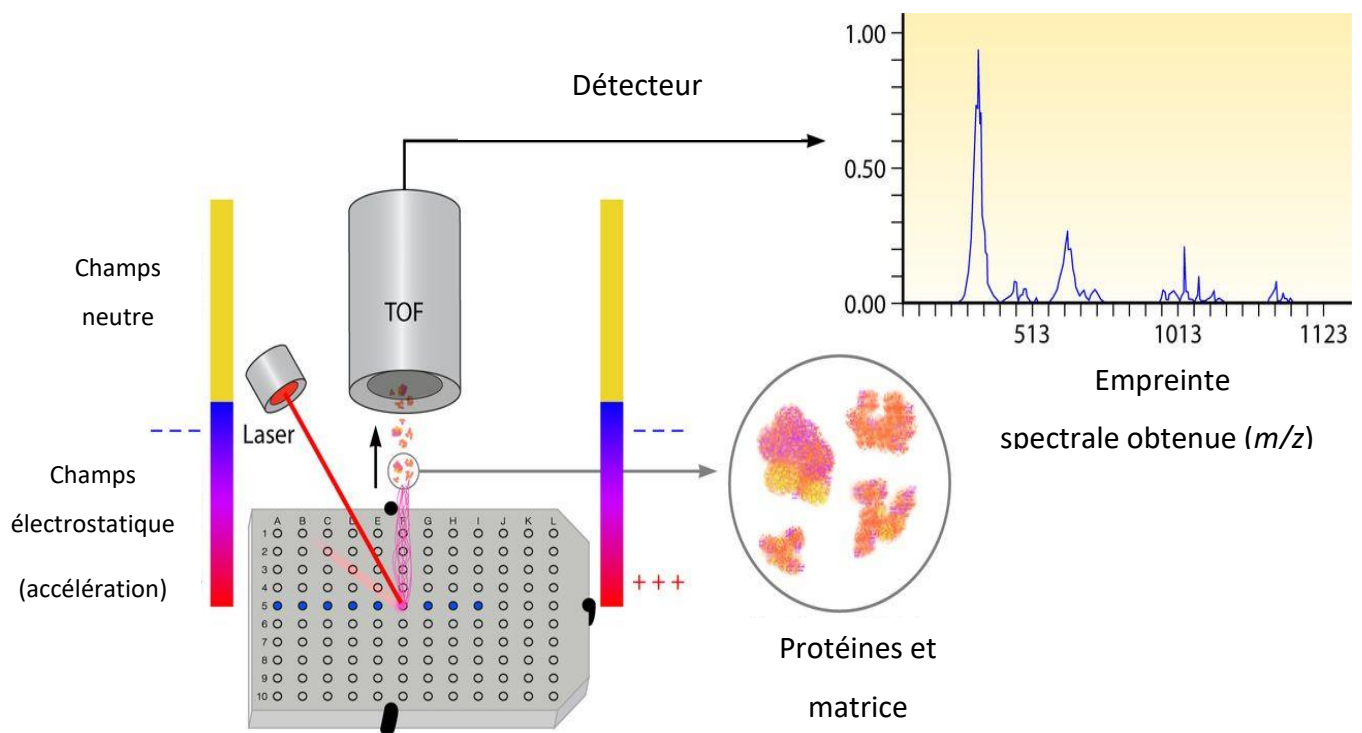 Détecteur
1.00
0.50
0.00
513 1013 1123
Empreinte
spectrale obtenue (m/z)
Champs
neutre
TOF
Laser
– – –
– – –
Champs
électrostatique
(accélération)
+ + +
A B C D E F G H I J K L
1
2
3
4
5
6
7
8
9
10
Protéines et
matrice